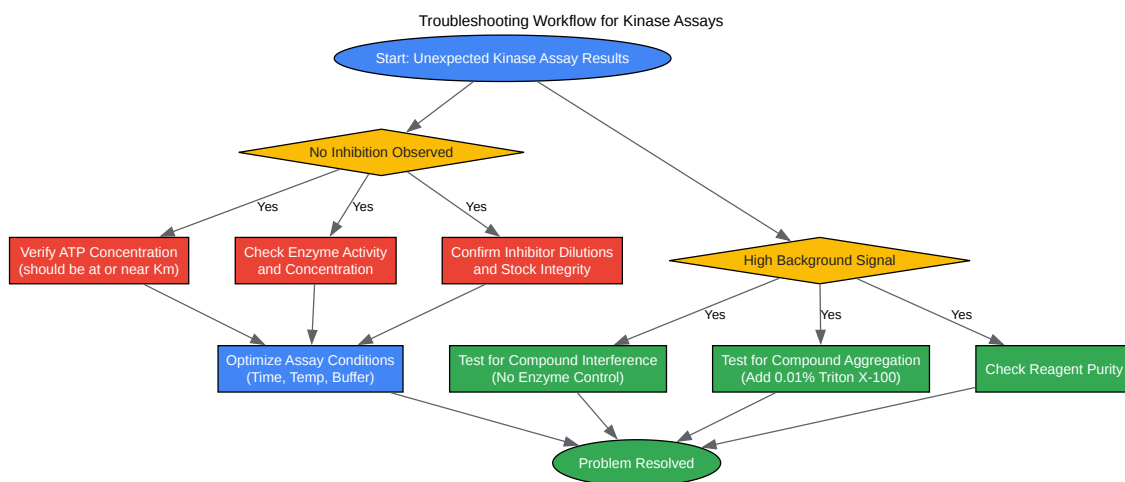 Troubleshooting Workflow for Kinase Assays
Start: Unexpected Kinase Assay Results
No Inhibition Observed
Yes
Yes
Yes
Verify ATP Concentration
(should be at or near Km)
Check Enzyme Activity
and Concentration
Confirm Inhibitor Dilutions
and Stock Integrity
High Background Signal
Yes
Yes
Yes
Optimize Assay Conditions
(Time, Temp, Buffer)
Test for Compound Interference
(No Enzyme Control)
Test for Compound Aggregation
(Add 0.01% Triton X-100)
Check Reagent Purity
Problem Resolved